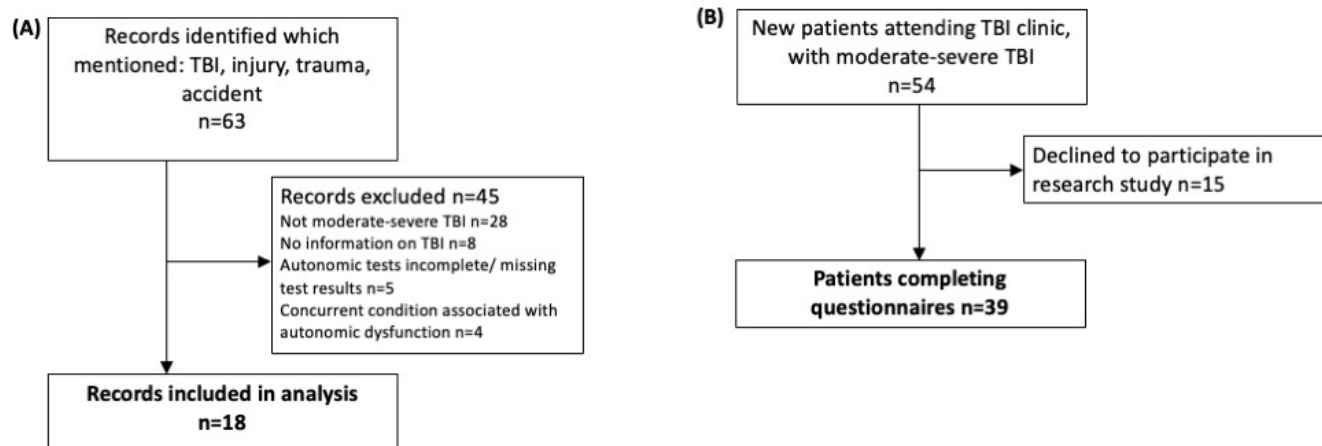 (A)
Records identified which
mentioned: TBI, injury, trauma,
accident
n=63
Records excluded n=45
Not moderate-severe TBI n=28
No information on TBI n=8
Autonomic tests incomplete/ missing
test results n=5
Concurrent condition associated with
autonomic dysfunction n=4
Records included in analysis
n=18
(B)
New patients attending TBI clinic,
with moderate-severe TBI
n=54
Declined to participate in
research study n=15
Patients completing
questionnaires n=39